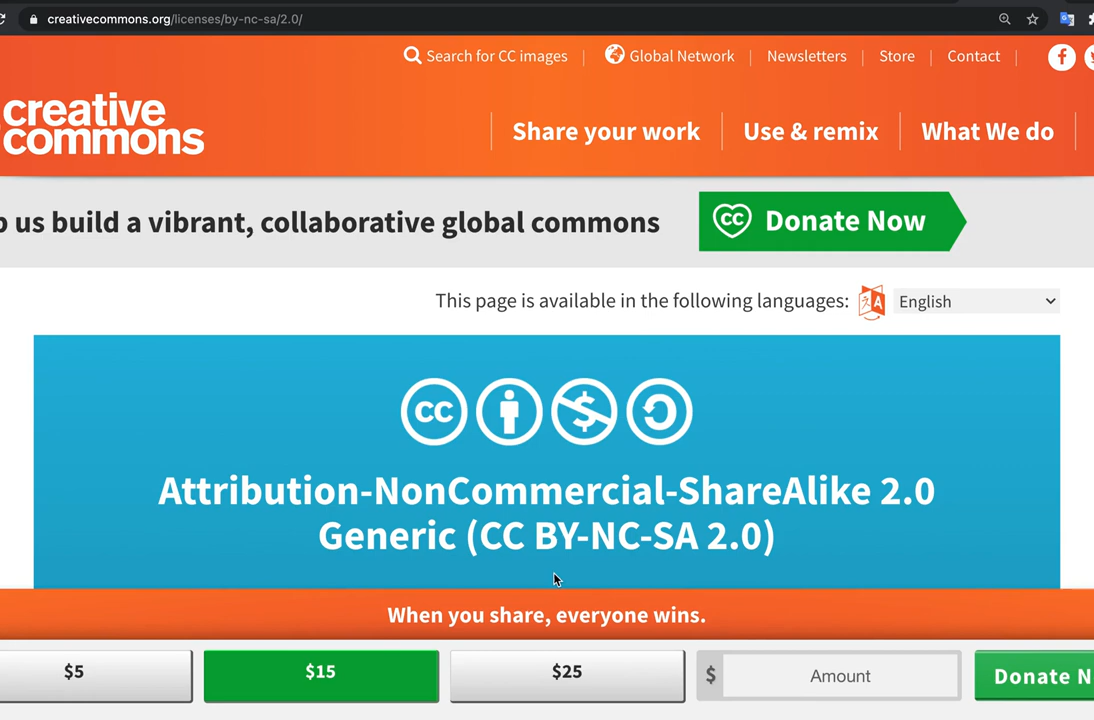 creativecommons.org/licenses/by-nc-sa/2.0/
Search for CC images
Global Network
Newsletters
Store
Contact
creative
commons
Share your work
Use & remix
What We do
us build a vibrant, collaborative global commons
CC
Donate Now
This page is available in the following languages:
English
CC
Attribution-NonCommercial-ShareAlike 2.0
Generic (CC BY-NC-SA 2.0)
When you share, everyone wins.
$5
$15
$25
$
Amount
Donate N